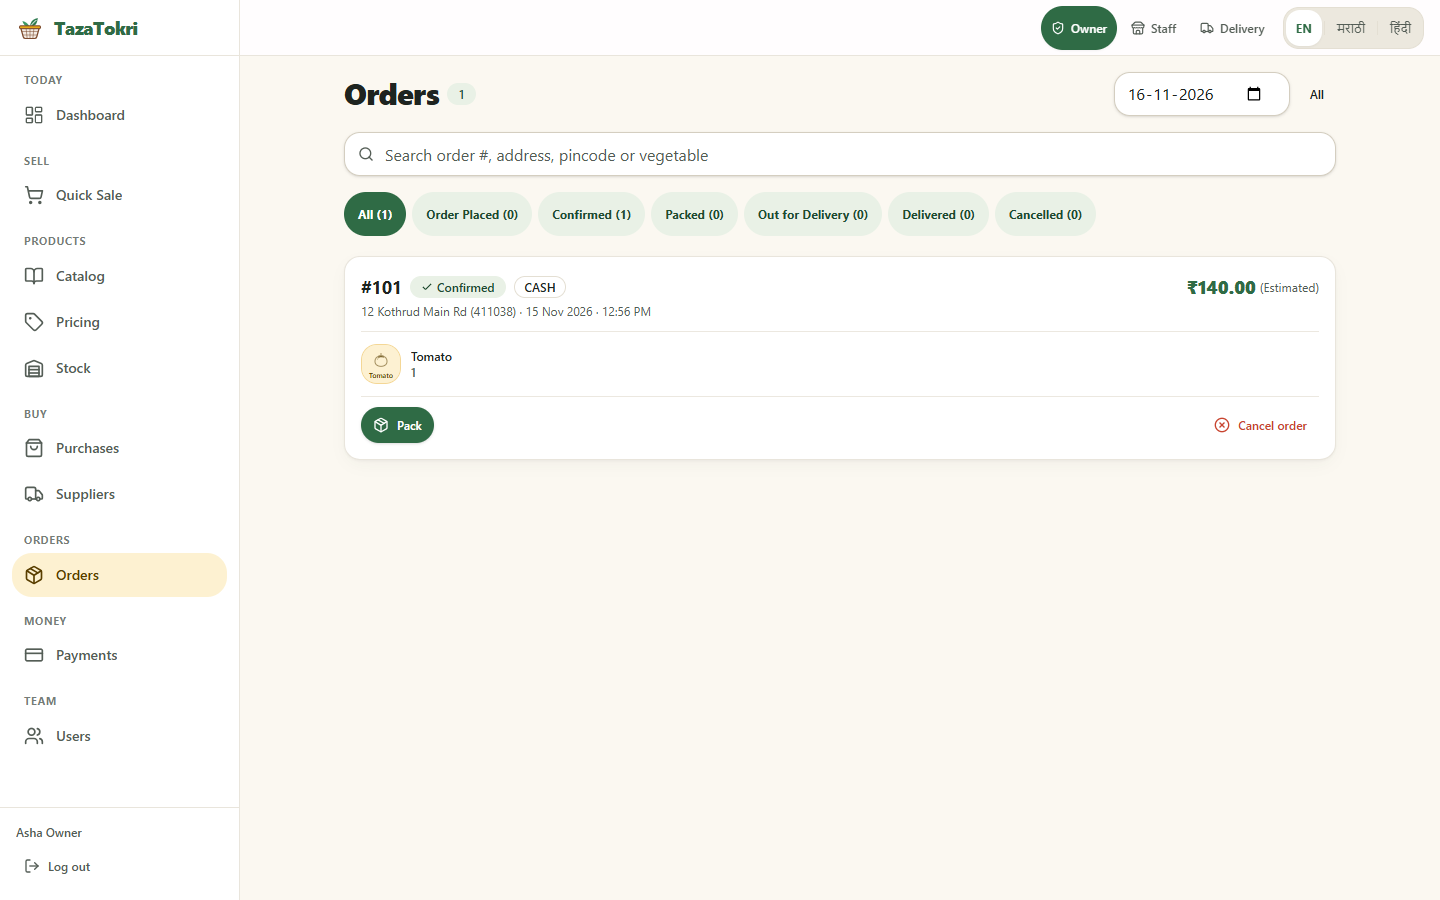 TazaTokri
Owner
Staff
Delivery
EN
मराठी
हिंदी
TODAY
Dashboard
SELL
Quick Sale
PRODUCTS
Catalog
Pricing
Stock
BUY
Purchases
Suppliers
ORDERS
Orders
MONEY
Payments
TEAM
Users
Asha Owner
Log out
Orders 1
16-11-2026
All
Search order #, address, pincode or vegetable
All (1)
Order Placed (0)
Confirmed (1)
Packed (0)
Out for Delivery (0)
Delivered (0)
Cancelled (0)
#101 Confirmed CASH
₹140.00 (Estimated)
12 Kothrud Main Rd (411038) · 15 Nov 2026 · 12:56 PM
Tomato
Tomato
1
Pack
Cancel order